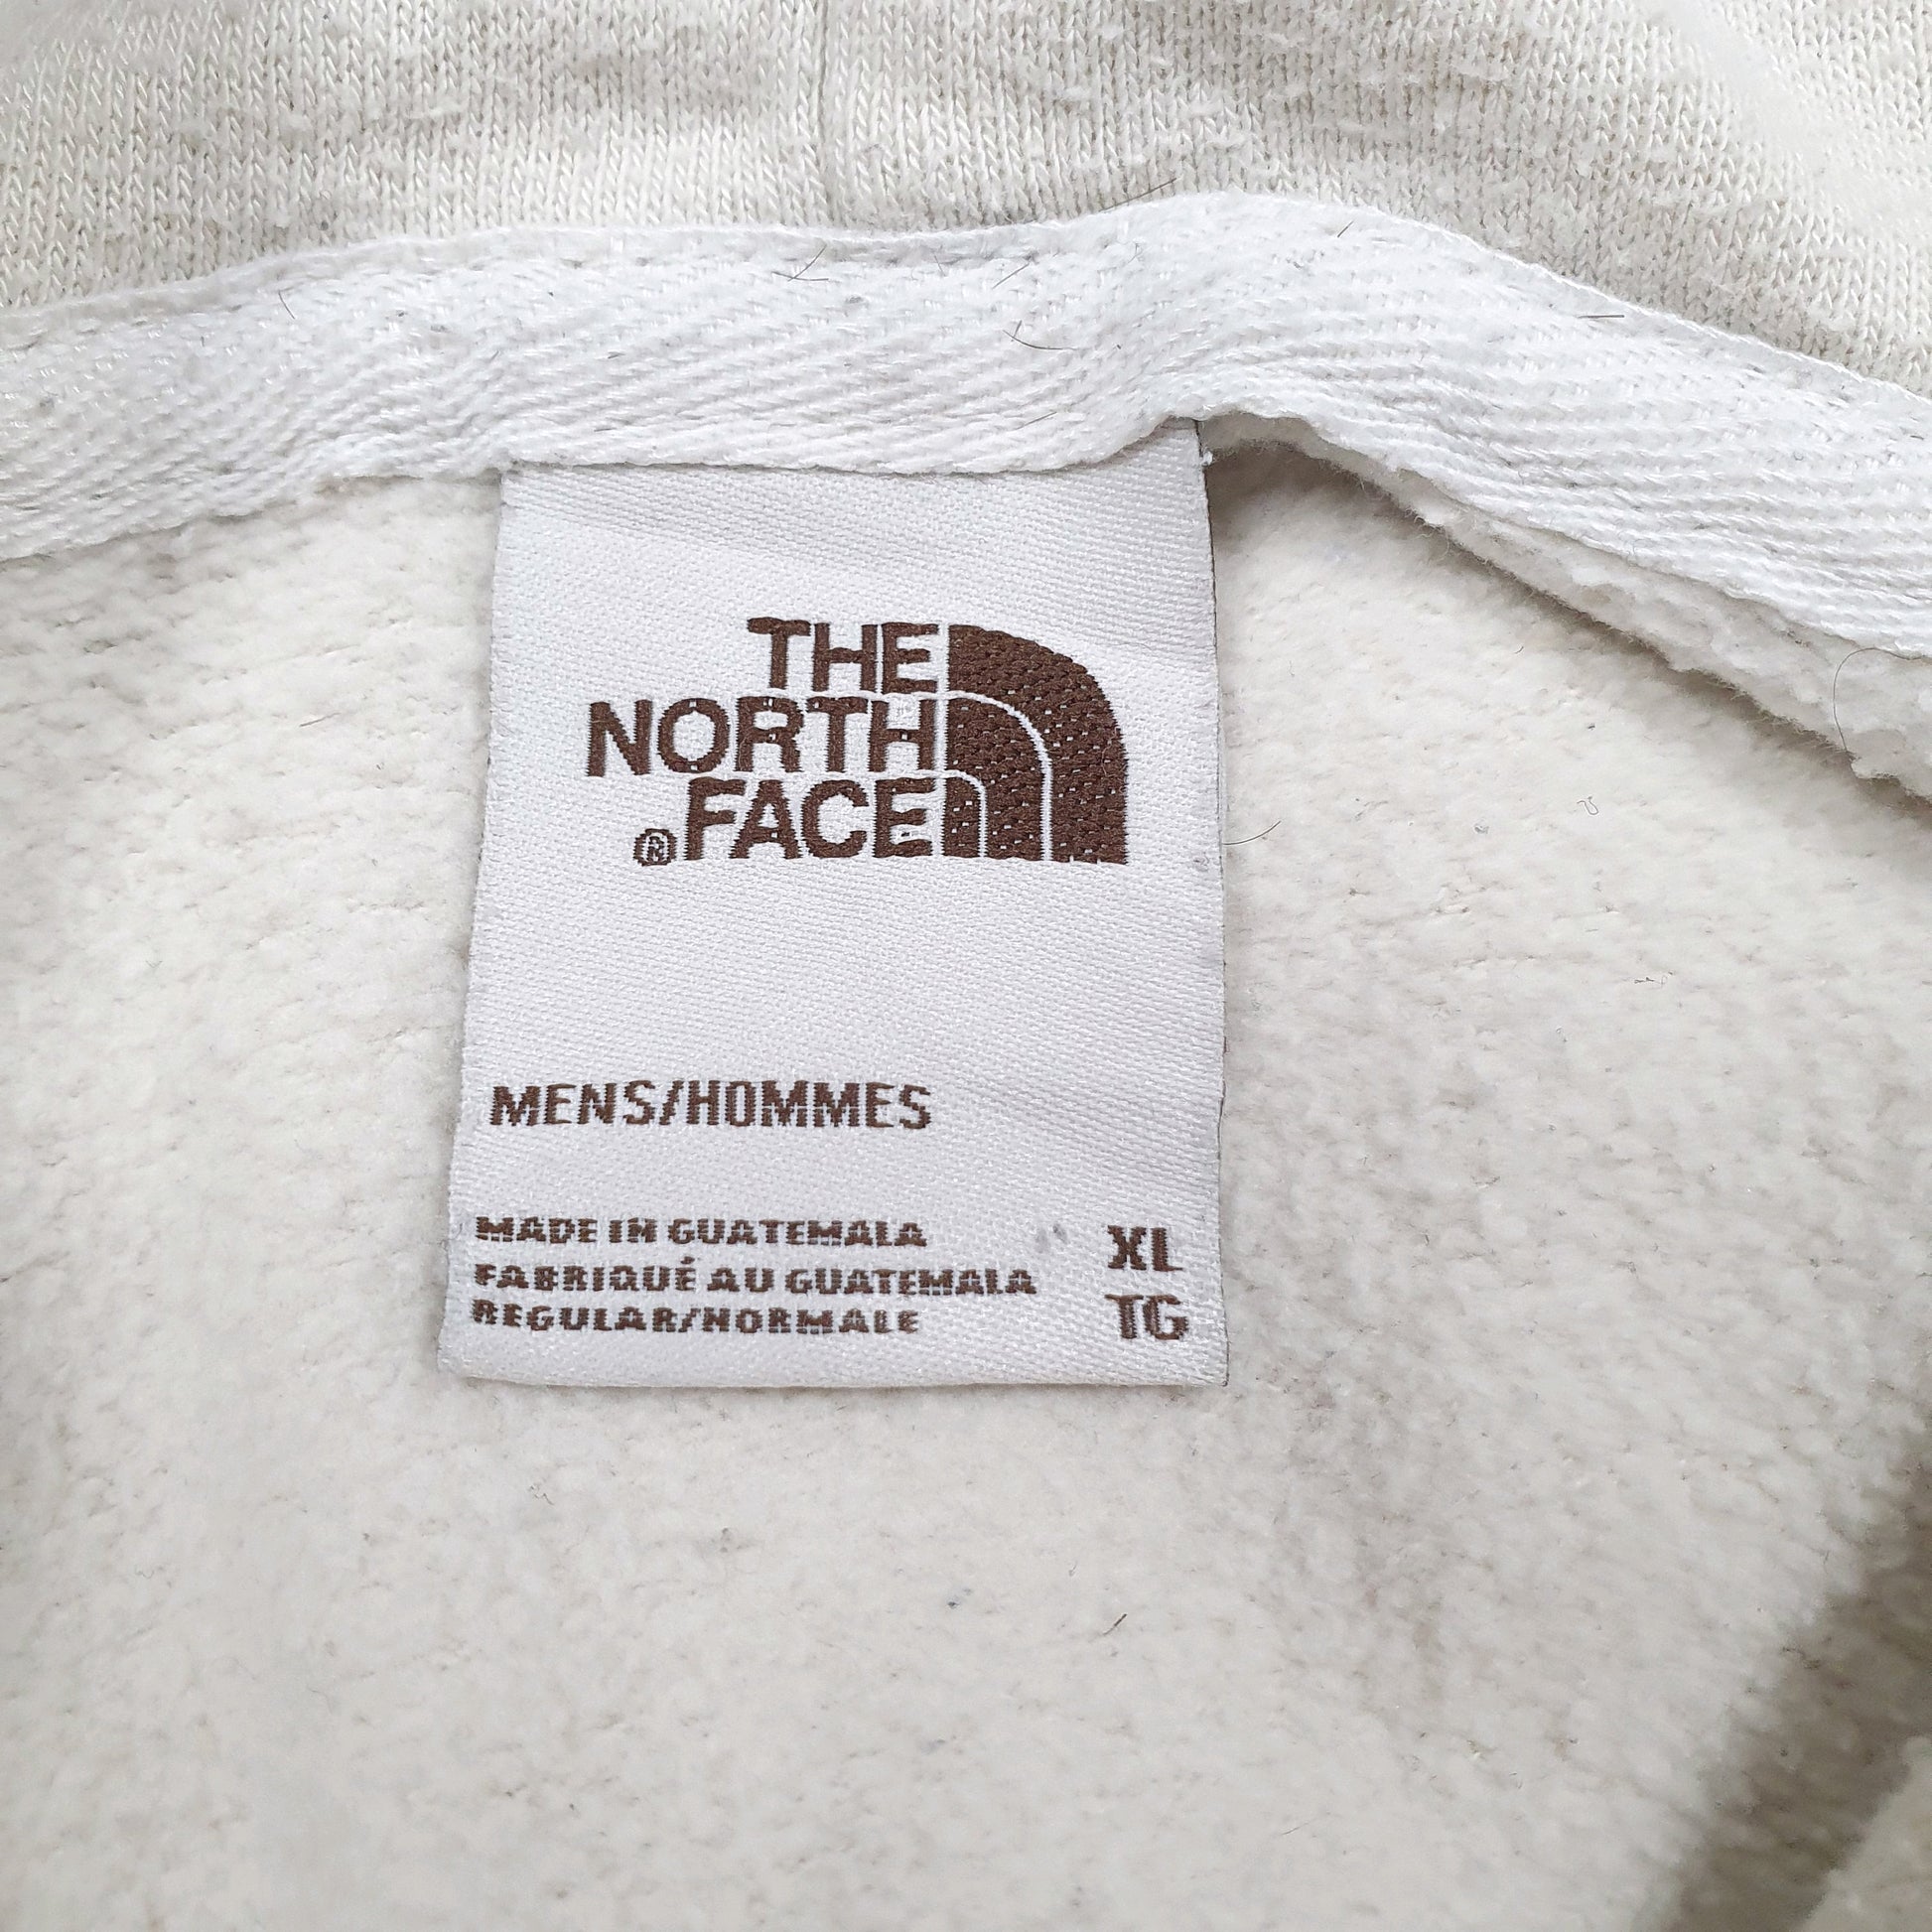 THE
NORTH
® FACE
MENS/HOMMES
MADE IN GUATEMALA
FABRIQUÉ AU GUATEMALA
REGULAR/NORMALE
XL
TG